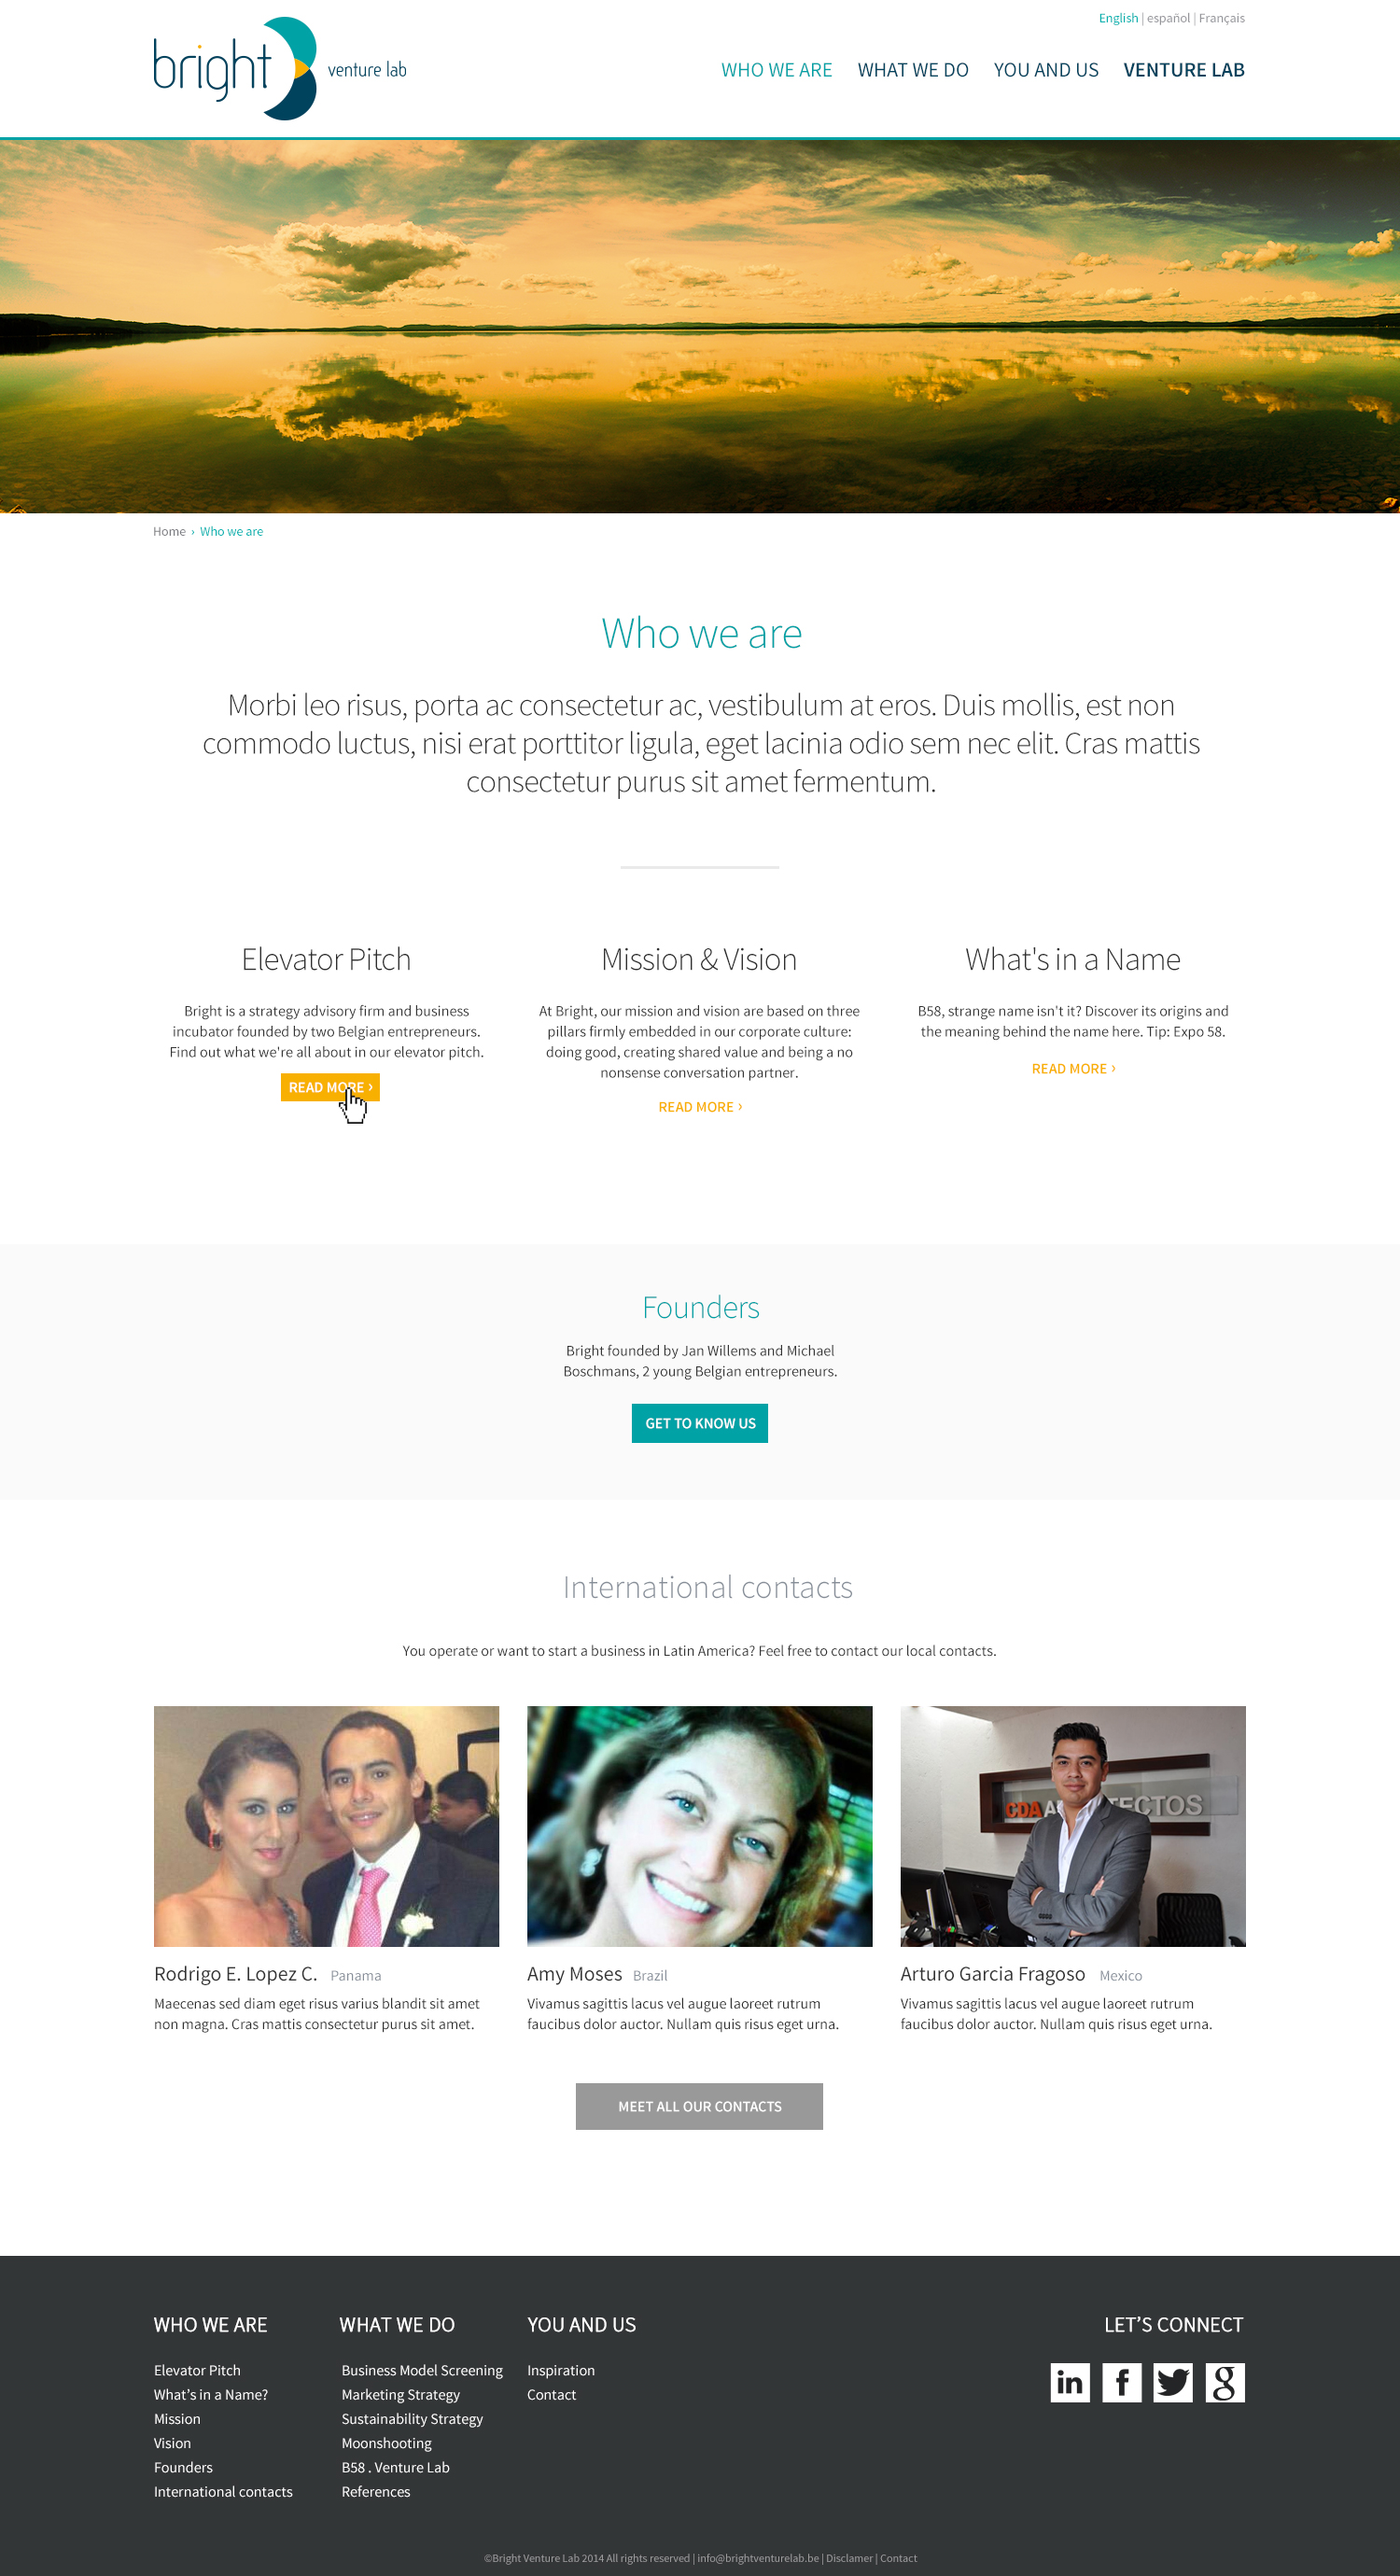 English | español | Français
bright venture lab
WHO WE ARE WHAT WE DO YOU AND US VENTURE LAB
Home › Who we are
Who we are
Morbi leo risus, porta ac consectetur ac, vestibulum at eros. Duis mollis, est non
commodo luctus, nisi erat porttitor ligula, eget lacinia odio sem nec elit. Cras mattis
consectetur purus sit amet fermentum.
Elevator Pitch
Bright is a strategy advisory firm and business
incubator founded by two Belgian entrepreneurs.
Find out what we're all about in our elevator pitch.
READ MORE ›
Mission & Vision
At Bright, our mission and vision are based on three
pillars firmly embedded in our corporate culture:
doing good, creating shared value and being a no
nonsense conversation partner.
READ MORE ›
What's in a Name
B58, strange name isn't it? Discover its origins and
the meaning behind the name here. Tip: Expo 58.
READ MORE ›
Founders
Bright founded by Jan Willems and Michael
Boschmans, 2 young Belgian entrepreneurs.
GET TO KNOW US
International contacts
You operate or want to start a business in Latin America? Feel free to contact our local contacts.
CDA
ECTOS
Rodrigo E. Lopez C. Panama
Maecenas sed diam eget risus varius blandit sit amet
non magna. Cras mattis consectetur purus sit amet.
Amy Moses Brazil
Vivamus sagittis lacus vel augue laoreet rutrum
faucibus dolor auctor. Nullam quis risus eget urna.
Arturo Garcia Fragoso Mexico
Vivamus sagittis lacus vel augue laoreet rutrum
faucibus dolor auctor. Nullam quis risus eget urna.
MEET ALL OUR CONTACTS
WHO WE ARE
Elevator Pitch
What's in a Name?
Mission
Vision
Founders
International contacts
WHAT WE DO
Business Model Screening
Marketing Strategy
Sustainability Strategy
Moonshooting
B58 . Venture Lab
References
YOU AND US
Inspiration
Contact
LET'S CONNECT
in f g
©Bright Venture Lab 2014 All rights reserved | info@brightventurelab.be | Disclamer | Contact